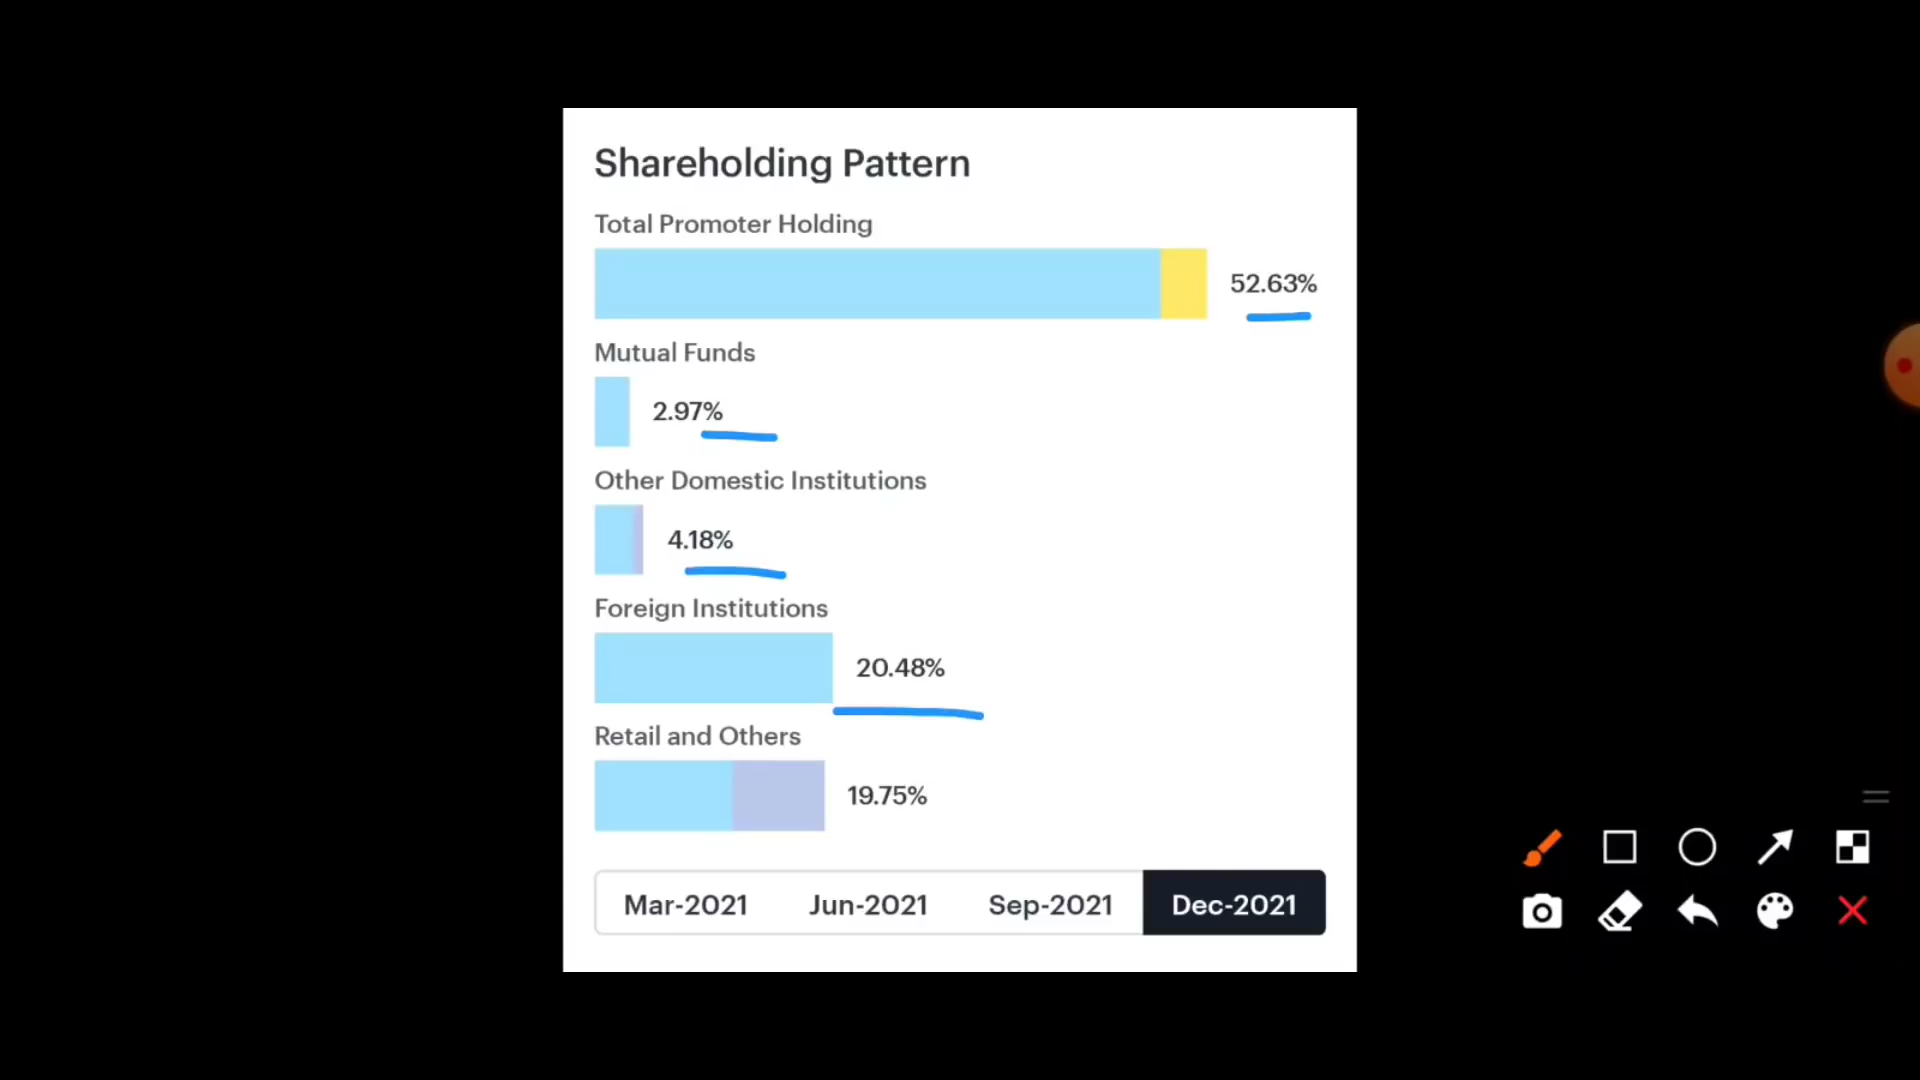 Shareholding Pattern
Total Promoter Holding
52.63%
Mutual Funds
2.97%
Other Domestic Institutions
4.18%
Foreign Institutions
20.48%
Retail and Others
19.75%
Mar-2021 Jun-2021 Sep-2021 Dec-2021